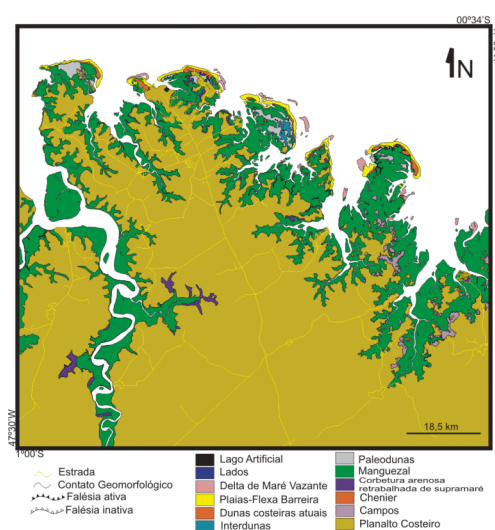 00°34'S
N
18,5 km
47°30'W
1°00'S
Estrada
Contato Geomorfológico
Falésia ativa
Falésia inativa
Lago Artificial
Lados
Delta de Maré Vazante
Plaias-Flexa Barreira
Dunas costeiras atuais
Interdunas
Paleodunas
Manguezal
Corbetura arenosa
retrabalhada de supramaré
Chenier
Campos
Planalto Costeiro